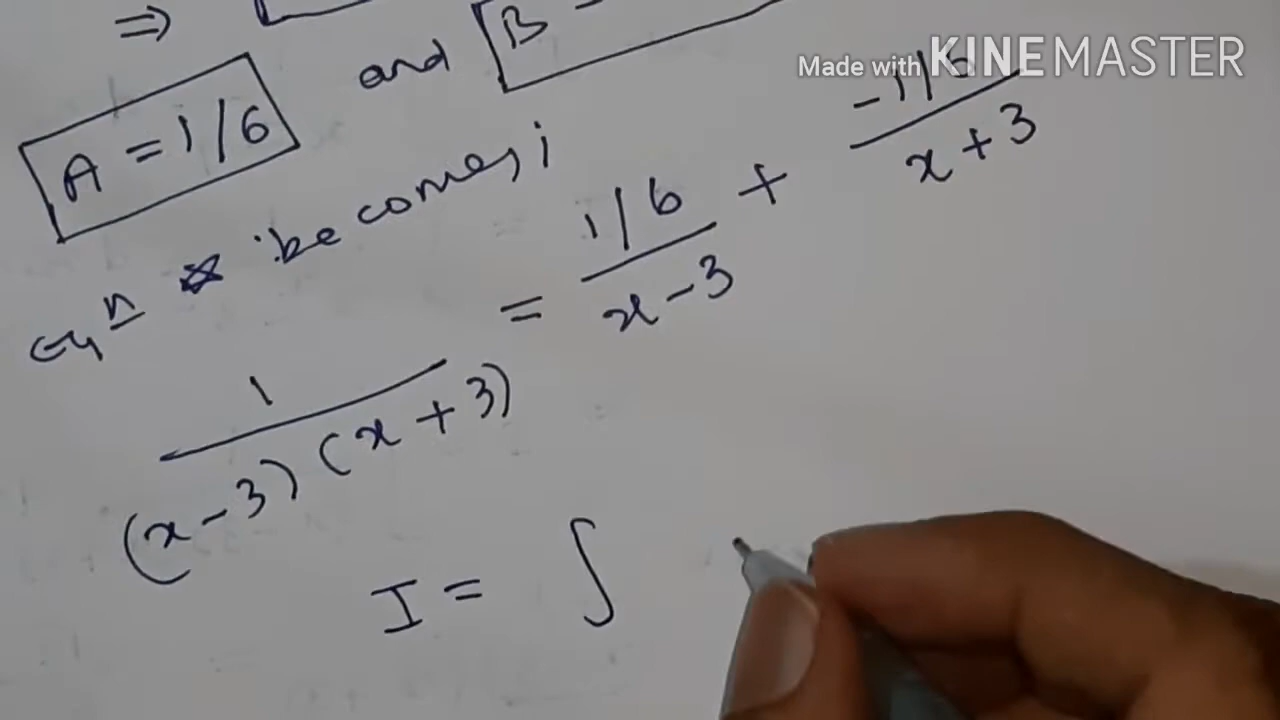 ⇒
and B -
A = 1/6
Made with KINEMASTER
eqⁿ becomes,
1/((x-3)(x+3)) = (1/6)/(x-3) + (-1/6)/(x+3)
I = ∫